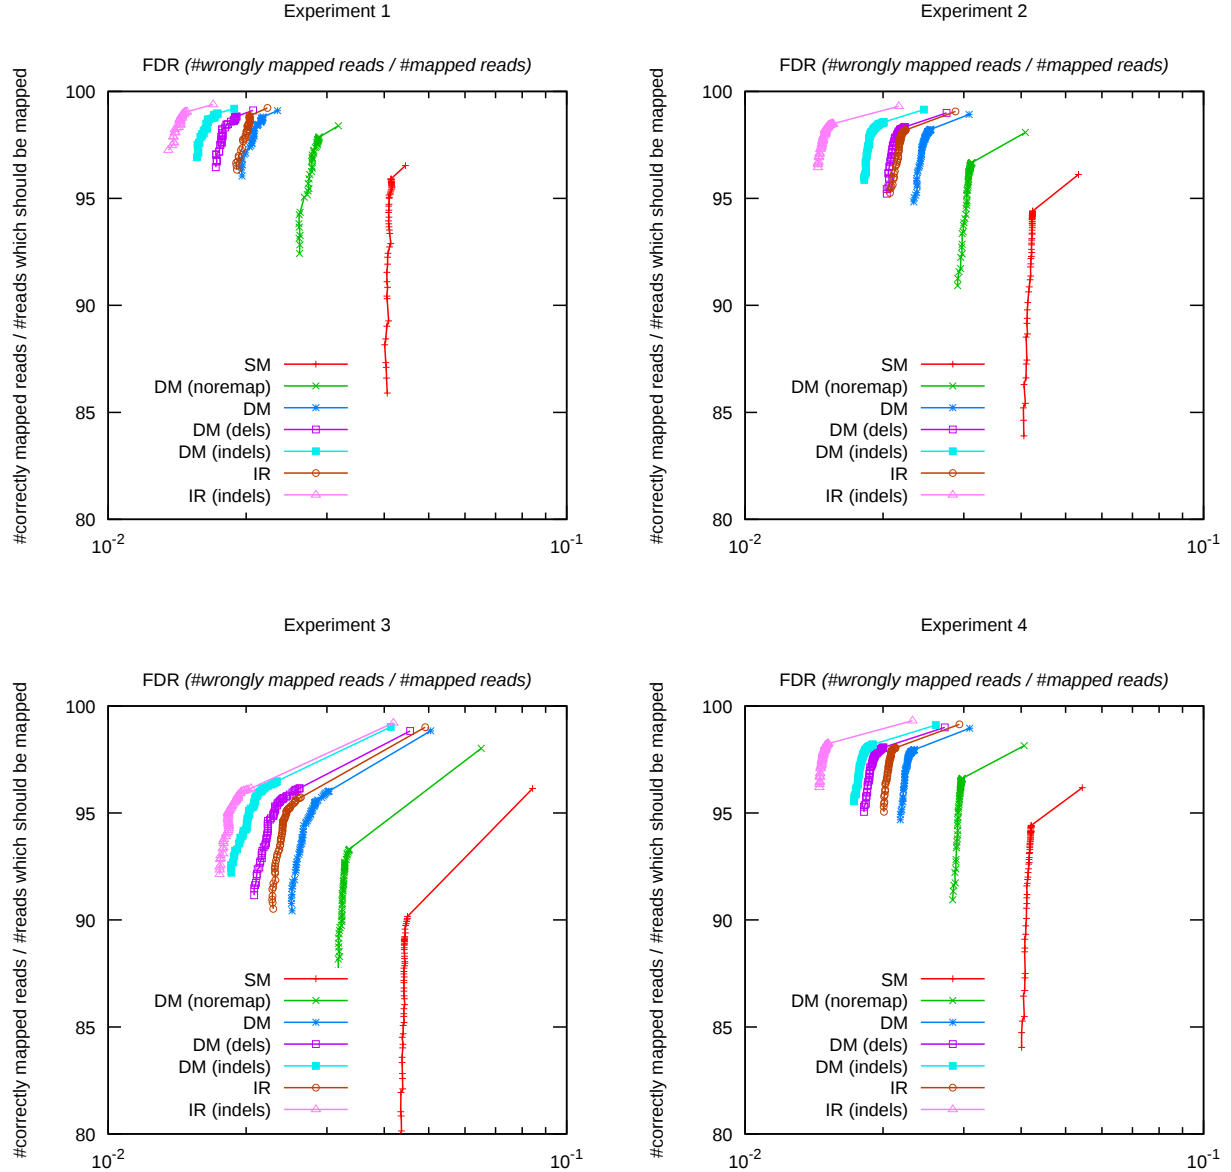 Experiment 1
FDR (#wrongly mapped reads / #mapped reads)
#correctly mapped reads / #reads which should be mapped
100
95
90
85
80
10-2
10-1
SM
DM (noremap)
DM
DM (dels)
DM (indels)
IR
IR (indels)
Experiment 2
FDR (#wrongly mapped reads / #mapped reads)
#correctly mapped reads / #reads which should be mapped
100
95
90
85
80
10-2
10-1
SM
DM (noremap)
DM
DM (dels)
DM (indels)
IR
IR (indels)
Experiment 3
FDR (#wrongly mapped reads / #mapped reads)
#correctly mapped reads / #reads which should be mapped
100
95
90
85
80
10-2
10-1
SM
DM (noremap)
DM
DM (dels)
DM (indels)
IR
IR (indels)
Experiment 4
FDR (#wrongly mapped reads / #mapped reads)
#correctly mapped reads / #reads which should be mapped
100
95
90
85
80
10-2
10-1
SM
DM (noremap)
DM
DM (dels)
DM (indels)
IR
IR (indels)